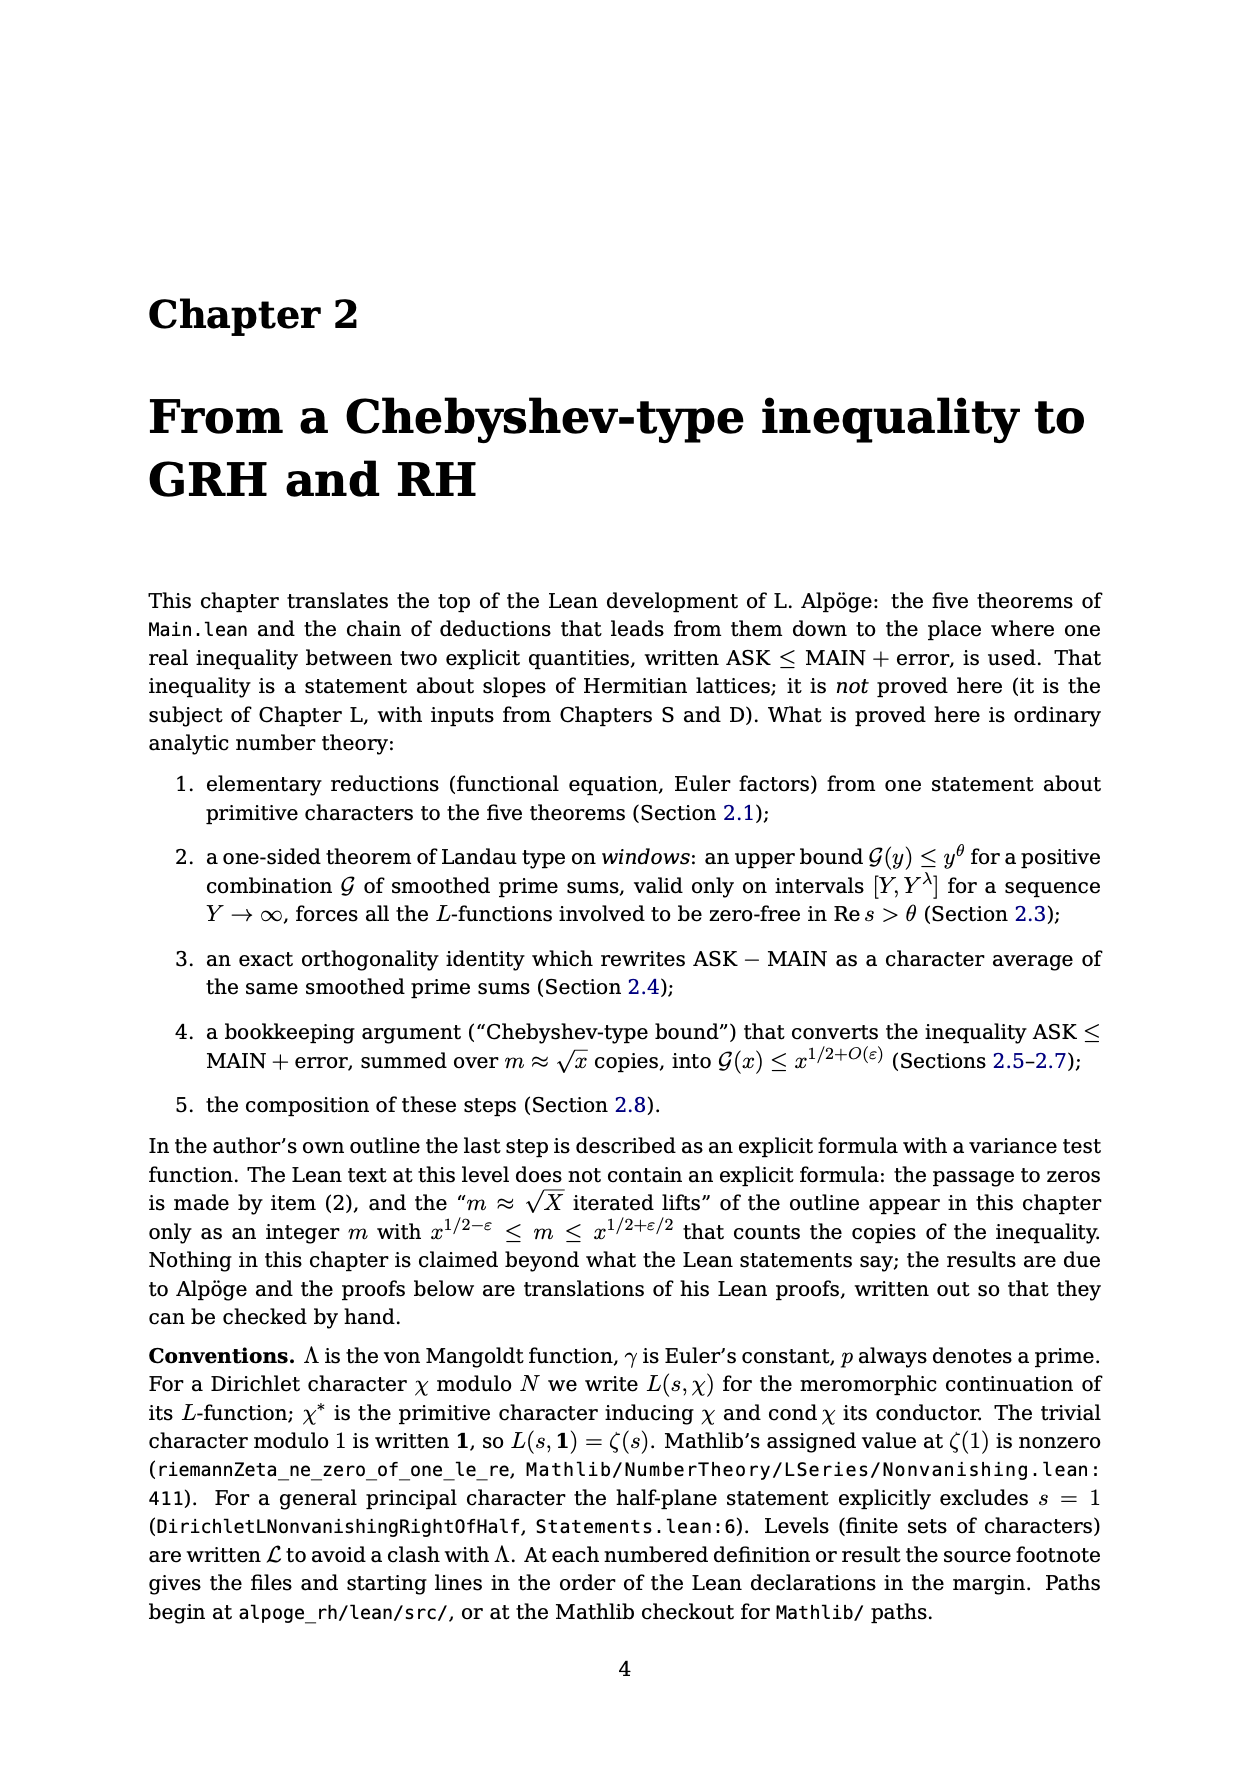 Chapter 2
From a Chebyshev-type inequality to
GRH and RH
This chapter translates the top of the Lean development of L. Alpöge: the five theorems of
Main.lean and the chain of deductions that leads from them down to the place where one
real inequality between two explicit quantities, written ASK ≤ MAIN + error, is used. That
inequality is a statement about slopes of Hermitian lattices; it is not proved here (it is the
subject of Chapter L, with inputs from Chapters S and D). What is proved here is ordinary
analytic number theory:
1. elementary reductions (functional equation, Euler factors) from one statement about
primitive characters to the five theorems (Section 2.1);
2. a one-sided theorem of Landau type on windows: an upper bound 𝒢(y) ≤ y^θ for a positive
combination 𝒢 of smoothed prime sums, valid only on intervals [Y, Y^λ] for a sequence
Y → ∞, forces all the L-functions involved to be zero-free in Re s > θ (Section 2.3);
3. an exact orthogonality identity which rewrites ASK − MAIN as a character average of
the same smoothed prime sums (Section 2.4);
4. a bookkeeping argument (“Chebyshev-type bound”) that converts the inequality ASK ≤
MAIN + error, summed over m ≈ √x copies, into 𝒢(x) ≤ x^{1/2+O(ε)} (Sections 2.5–2.7);
5. the composition of these steps (Section 2.8).
In the author’s own outline the last step is described as an explicit formula with a variance test
function. The Lean text at this level does not contain an explicit formula: the passage to zeros
is made by item (2), and the “m ≈ √X iterated lifts” of the outline appear in this chapter
only as an integer m with x^{1/2−ε} ≤ m ≤ x^{1/2+ε/2} that counts the copies of the inequality.
Nothing in this chapter is claimed beyond what the Lean statements say; the results are due
to Alpöge and the proofs below are translations of his Lean proofs, written out so that they
can be checked by hand.
Conventions. Λ is the von Mangoldt function, γ is Euler’s constant, p always denotes a prime.
For a Dirichlet character χ modulo N we write L(s, χ) for the meromorphic continuation of
its L-function; χ* is the primitive character inducing χ and cond χ its conductor. The trivial
character modulo 1 is written 𝟏, so L(s, 𝟏) = ζ(s). Mathlib’s assigned value at ζ(1) is nonzero
(riemannZeta_ne_zero_of_one_le_re, Mathlib/NumberTheory/LSeries/Nonvanishing.lean:
411). For a general principal character the half-plane statement explicitly excludes s = 1
(DirichletLNonvanishingRightOfHalf, Statements.lean:6). Levels (finite sets of characters)
are written ℒ to avoid a clash with Λ. At each numbered definition or result the source footnote
gives the files and starting lines in the order of the Lean declarations in the margin. Paths
begin at alpoge_rh/lean/src/, or at the Mathlib checkout for Mathlib/ paths.
4